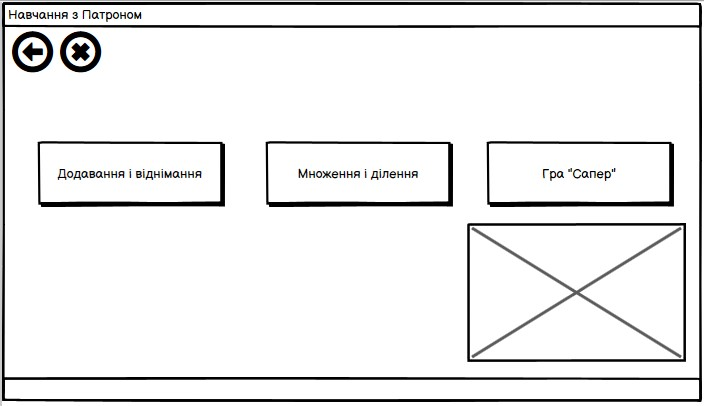 Навчання з Патроном
Додавання і віднімання
Множення і ділення
Гра "Сапер"